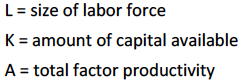 L = size of labor force
K = amount of capital available
A = total factor productivity